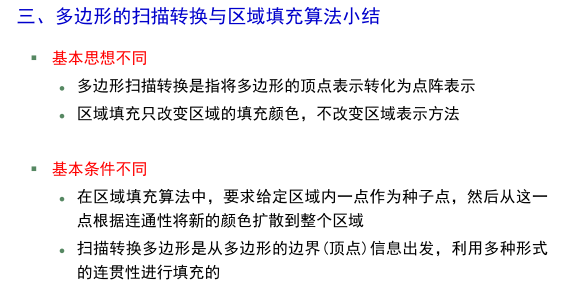 三、多边形的扫描转换与区域填充算法小结
基本思想不同
多边形扫描转换是指将多边形的顶点表示转化为点阵表示
区域填充只改变区域的填充颜色，不改变区域表示方法
基本条件不同
在区域填充算法中，要求给定区域内一点作为种子点，然后从这一
点根据连通性将新的颜色扩散到整个区域
扫描转换多边形是从多边形的边界(顶点)信息出发，利用多种形式
的连贯性进行填充的